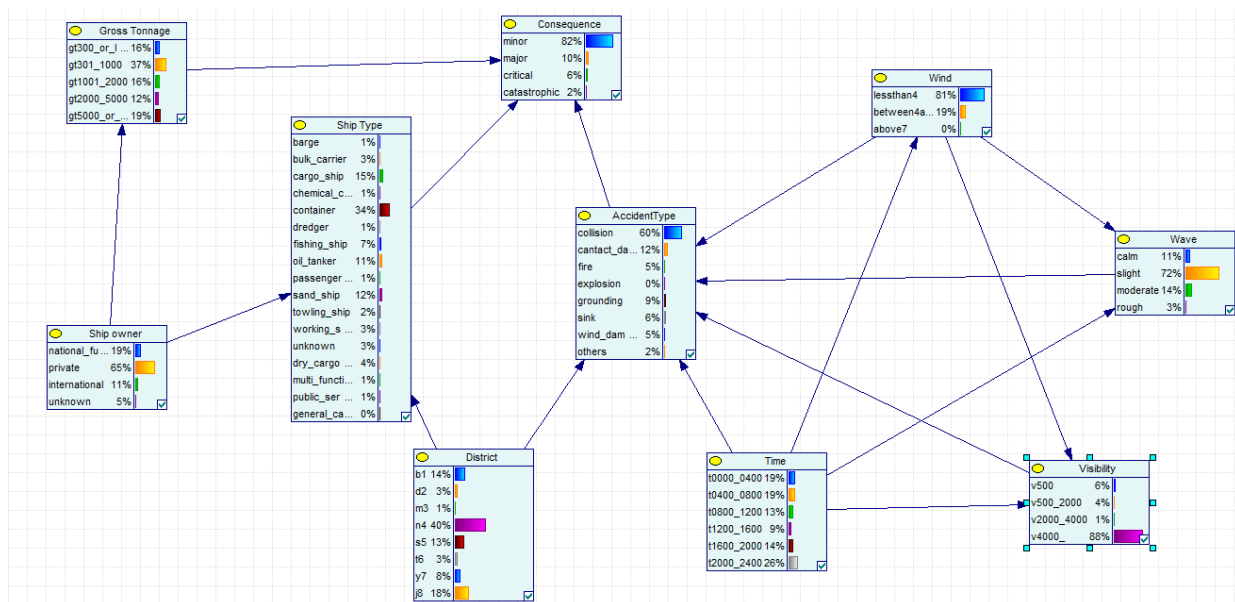 Gross Tonnage
gt300_or_l ... 16%
gt301_1000 37%
gt1001_2000 16%
gt2000_5000 12%
gt5000_or_... 19%
Consequence
minor 82%
major 10%
critical 6%
catastrophic 2%
Wind
lessthan4 81%
between4a... 19%
above7 0%
Ship Type
barge 1%
bulk_carrier 3%
cargo_ship 15%
chemical_c... 1%
container 34%
dredger 1%
fishing_ship 7%
oil_tanker 11%
passenger ... 1%
sand_ship 12%
towling_ship 2%
working_s ... 3%
unknown 3%
dry_cargo ... 4%
multi_functi... 1%
public_ser ... 1%
general_ca... 0%
AccidentType
collision 60%
cantact_da... 12%
fire 5%
explosion 0%
grounding 9%
sink 6%
wind_dam ... 5%
others 2%
Wave
calm 11%
slight 72%
moderate 14%
rough 3%
Ship owner
national_fu ... 19%
private 65%
international 11%
unknown 5%
District
b1 14%
d2 3%
m3 1%
n4 40%
s5 13%
t6 3%
y7 8%
j8 18%
Time
t0000_0400 19%
t0400_0800 19%
t0800_1200 13%
t1200_1600 9%
t1600_2000 14%
t2000_2400 26%
Visibility
v500 6%
v500_2000 4%
v2000_4000 1%
v4000_ 88%